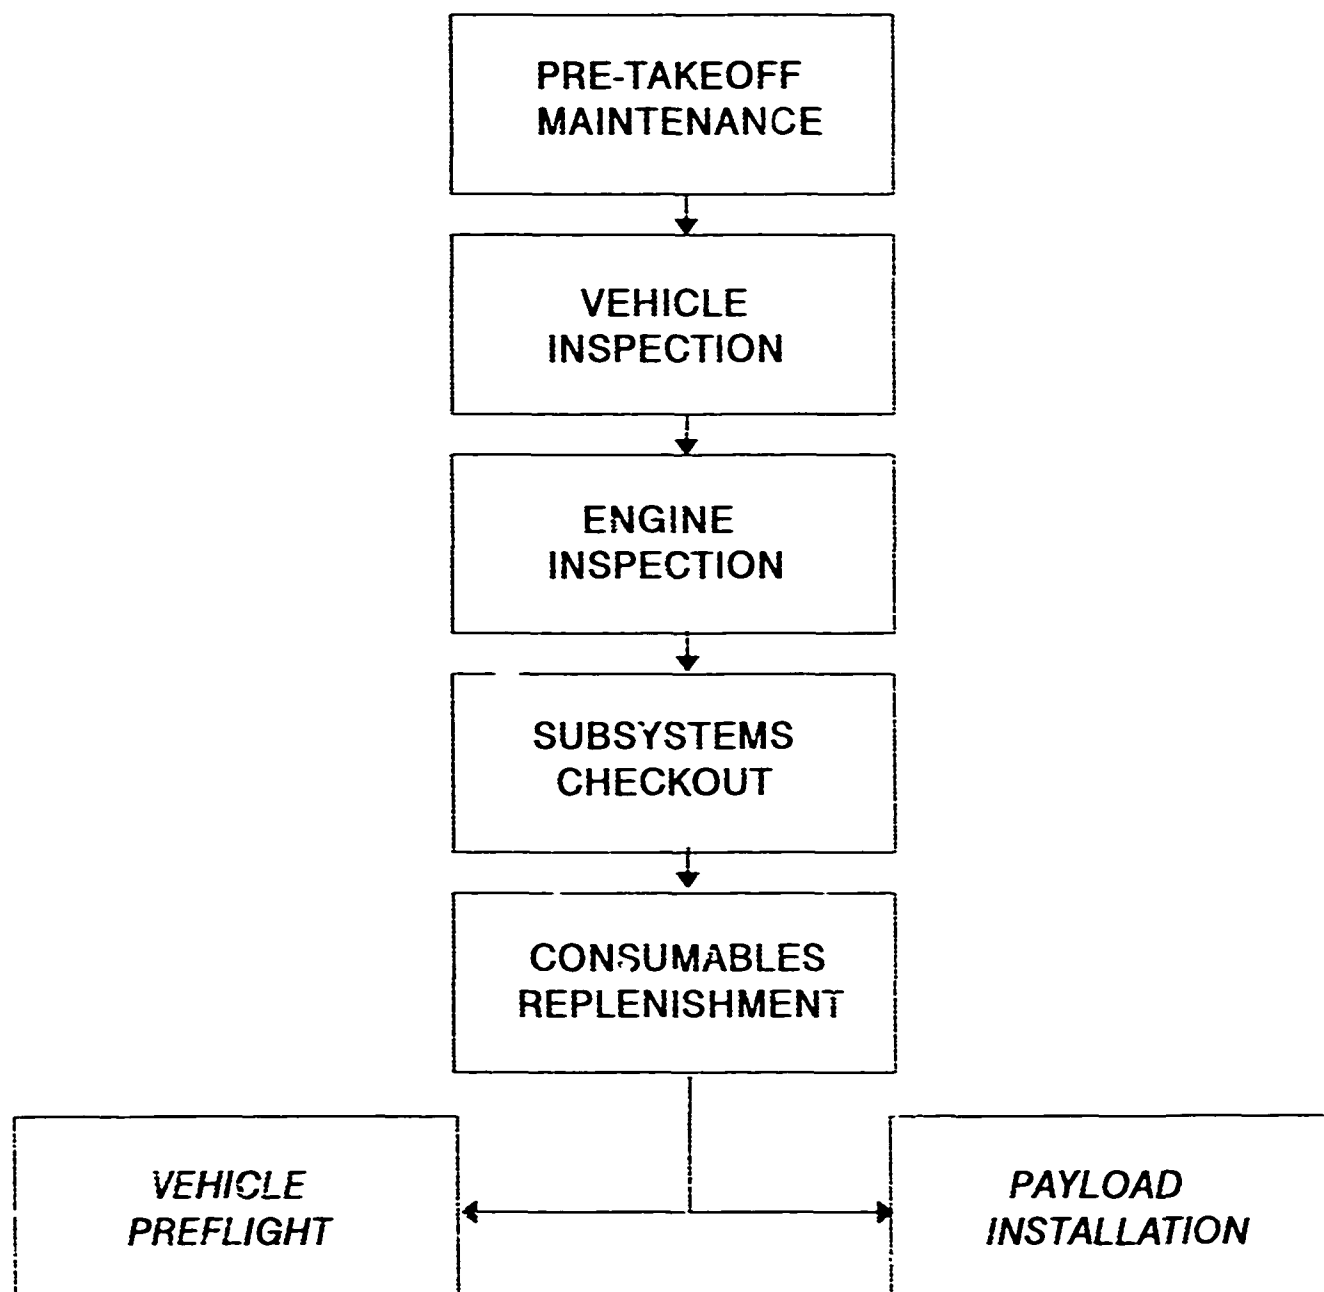 PRE-TAKEOFF
MAINTENANCE
VEHICLE
INSPECTION
ENGINE
INSPECTION
SUBSYSTEMS
CHECKOUT
CONSUMABLES
REPLENISHMENT
VEHICLE
PREFLIGHT
PAYLOAD
INSTALLATION